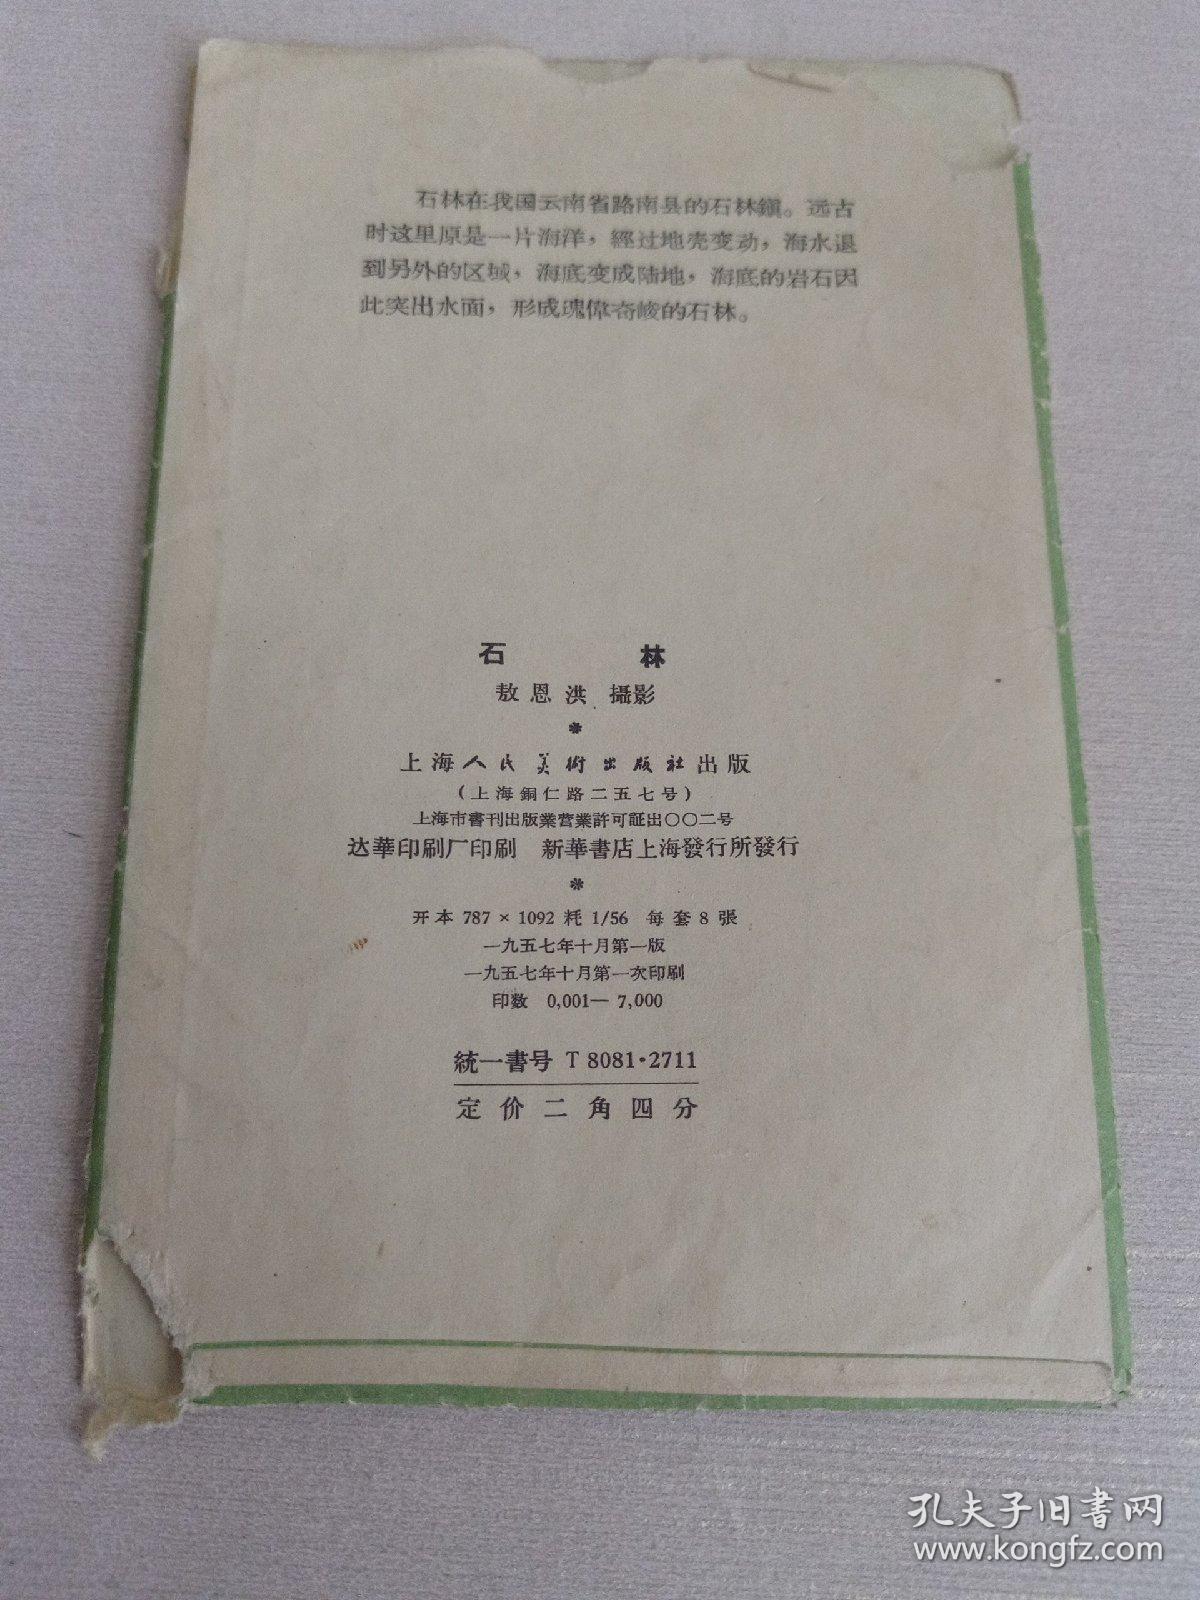 石林在我国云南省路南县的石林鎮。远古
时这里原是一片海洋，經过地壳变动，海水退
到另外的区域，海底变成陆地，海底的岩石因
此突出水面，形成瑰偉奇峻的石林。
石 林
敖恩洪 攝影
*
上海人民美術出版社出版
(上海銅仁路二五七号)
上海市書刊出版業营業許可証出〇〇二号
达華印刷厂印刷 新華書店上海發行所發行
*
开本 787 × 1092 粍 1/56 每套 8 張
一九五七年十月第一版
一九五七年十月第一次印刷
印数 0,001— 7,000
統一書号 T 8081·2711
定价二角四分
孔夫子旧书网
www.kongfz.com